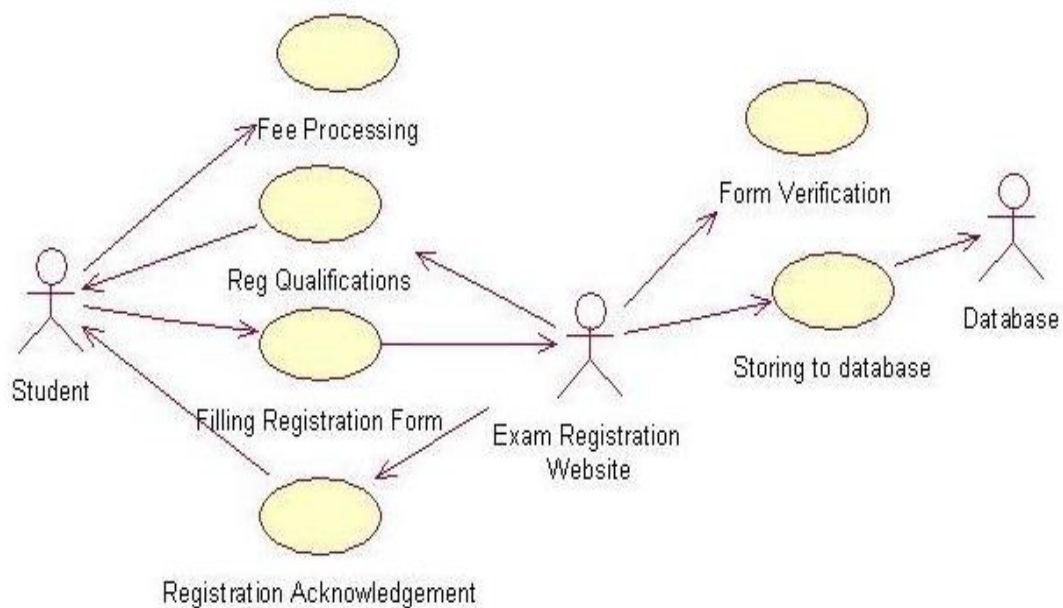 Fee Processing
Form Verification
Reg Qualifications
Database
Storing to database
Student
Filling Registration Form
Exam Registration
Website
Registration Acknowledgement